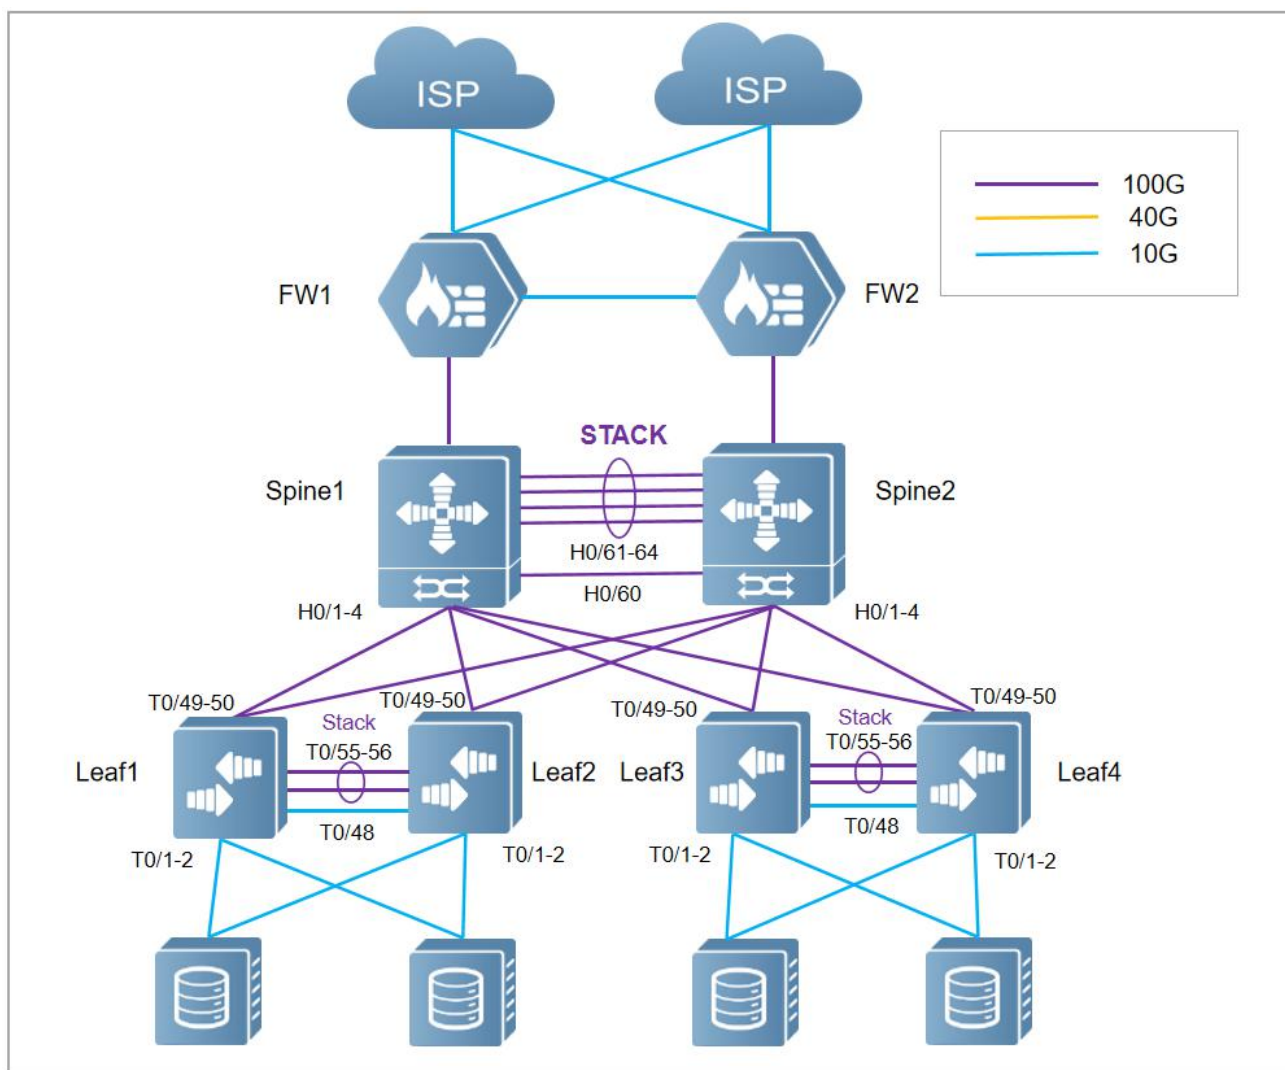 ISP
ISP
100G
40G
10G
FW1
FW2
STACK
Spine1
Spine2
H0/61-64
H0/60
H0/1-4
H0/1-4
T0/49-50
T0/49-50
T0/49-50
T0/49-50
Stack
T0/55-56
Stack
T0/55-56
Leaf1
Leaf2
Leaf3
Leaf4
T0/48
T0/48
T0/1-2
T0/1-2
T0/1-2
T0/1-2